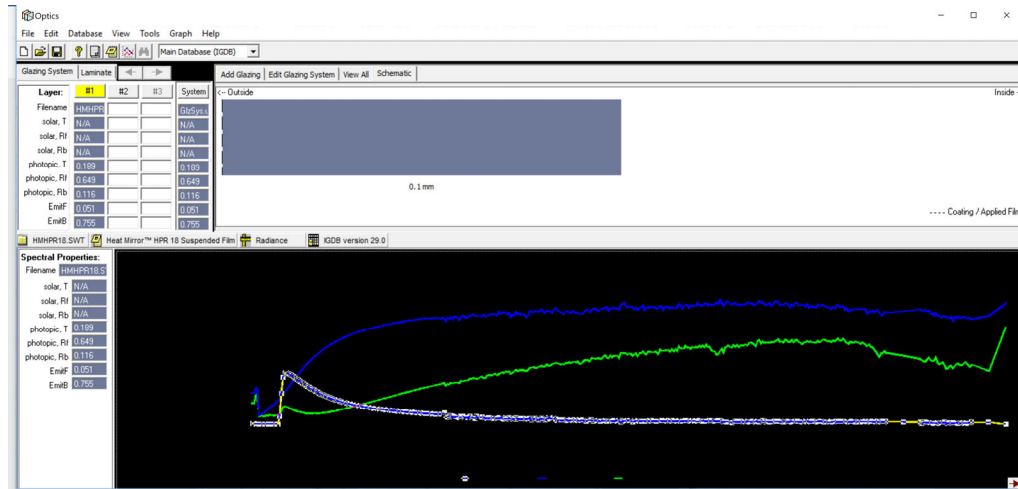 Optics
File Edit Database View Tools Graph Help
Main Database (IGDB)
Glazing System Laminate Add Glazing Edit Glazing System View All Schematic
Layer: #1 #2 #3 System <-- Outside Inside
Filename HMHPR GlzSys.u
solar, T N/A N/A
solar, Rf N/A N/A
solar, Rb N/A N/A
photopic, T 0.189 0.189
photopic, Rf 0.649 0.649
photopic, Rb 0.116 0.116
EmitF 0.051 0.051
EmitB 0.755 0.755
0.1 mm
---- Coating / Applied Film
HMHPR18.SWT Heat Mirror™ HPR 18 Suspended Film Radiance IGDB version 29.0
Spectral Properties:
Filename HMHPR18.S
solar, T N/A
solar, Rf N/A
solar, Rb N/A
photopic, T 0.189
photopic, Rf 0.649
photopic, Rb 0.116
EmitF 0.051
EmitB 0.755